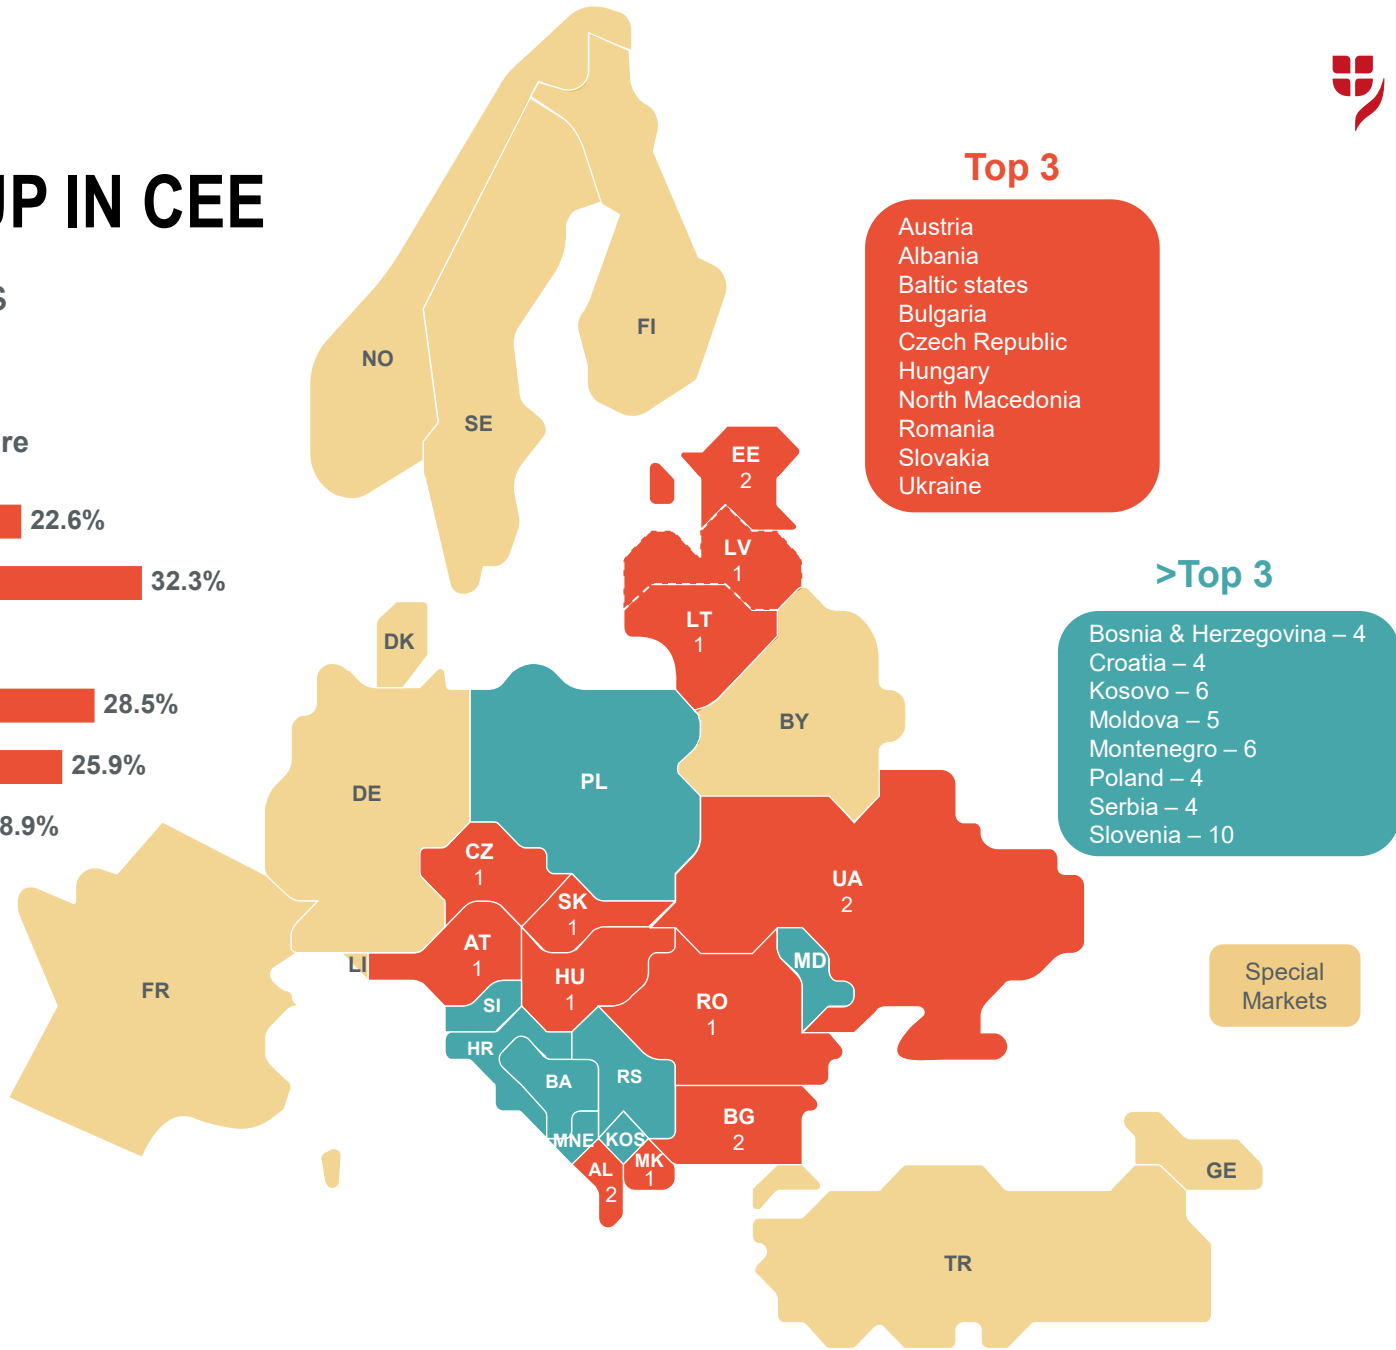 UP IN CEE
22.6%
32.3%
28.5%
25.9%
8.9%
Top 3
Austria
Albania
Baltic states
Bulgaria
Czech Republic
Hungary
North Macedonia
Romania
Slovakia
Ukraine
>Top 3
Bosnia & Herzegovina – 4
Croatia – 4
Kosovo – 6
Moldova – 5
Montenegro – 6
Poland – 4
Serbia – 4
Slovenia – 10
Special
Markets
NO
SE
FI
EE
2
LV
1
LT
1
DK
BY
DE
PL
CZ
1
SK
1
UA
2
AT
1
LI
HU
1
MD
FR
SI
RO
1
HR
BA
RS
BG
2
MNE
KOS
AL
2
MK
1
GE
TR